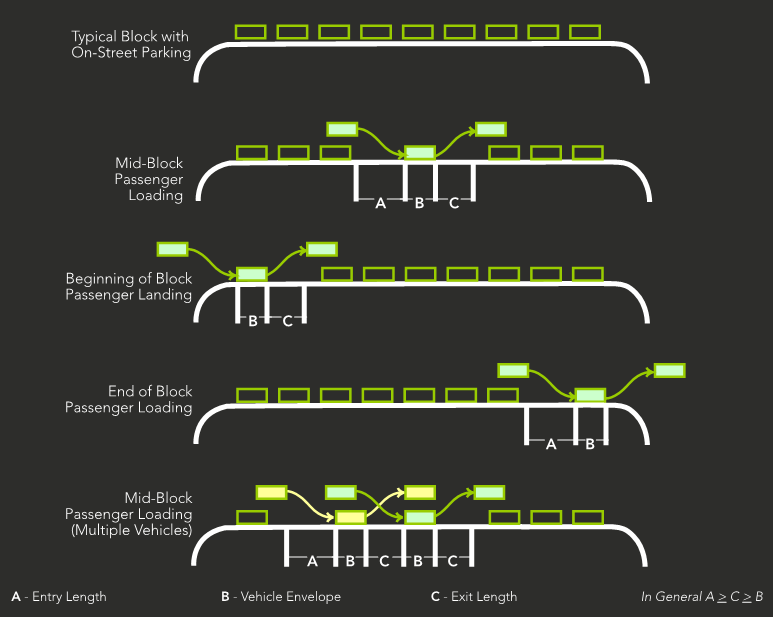 Typical Block with
On-Street Parking
Mid-Block
Passenger
Loading
A B C
Beginning of Block
Passenger Landing
B C
End of Block
Passenger Loading
A B
Mid-Block
Passenger Loading
(Multiple Vehicles)
A B C B C
A - Entry Length B - Vehicle Envelope C - Exit Length In General A ≥ C ≥ B